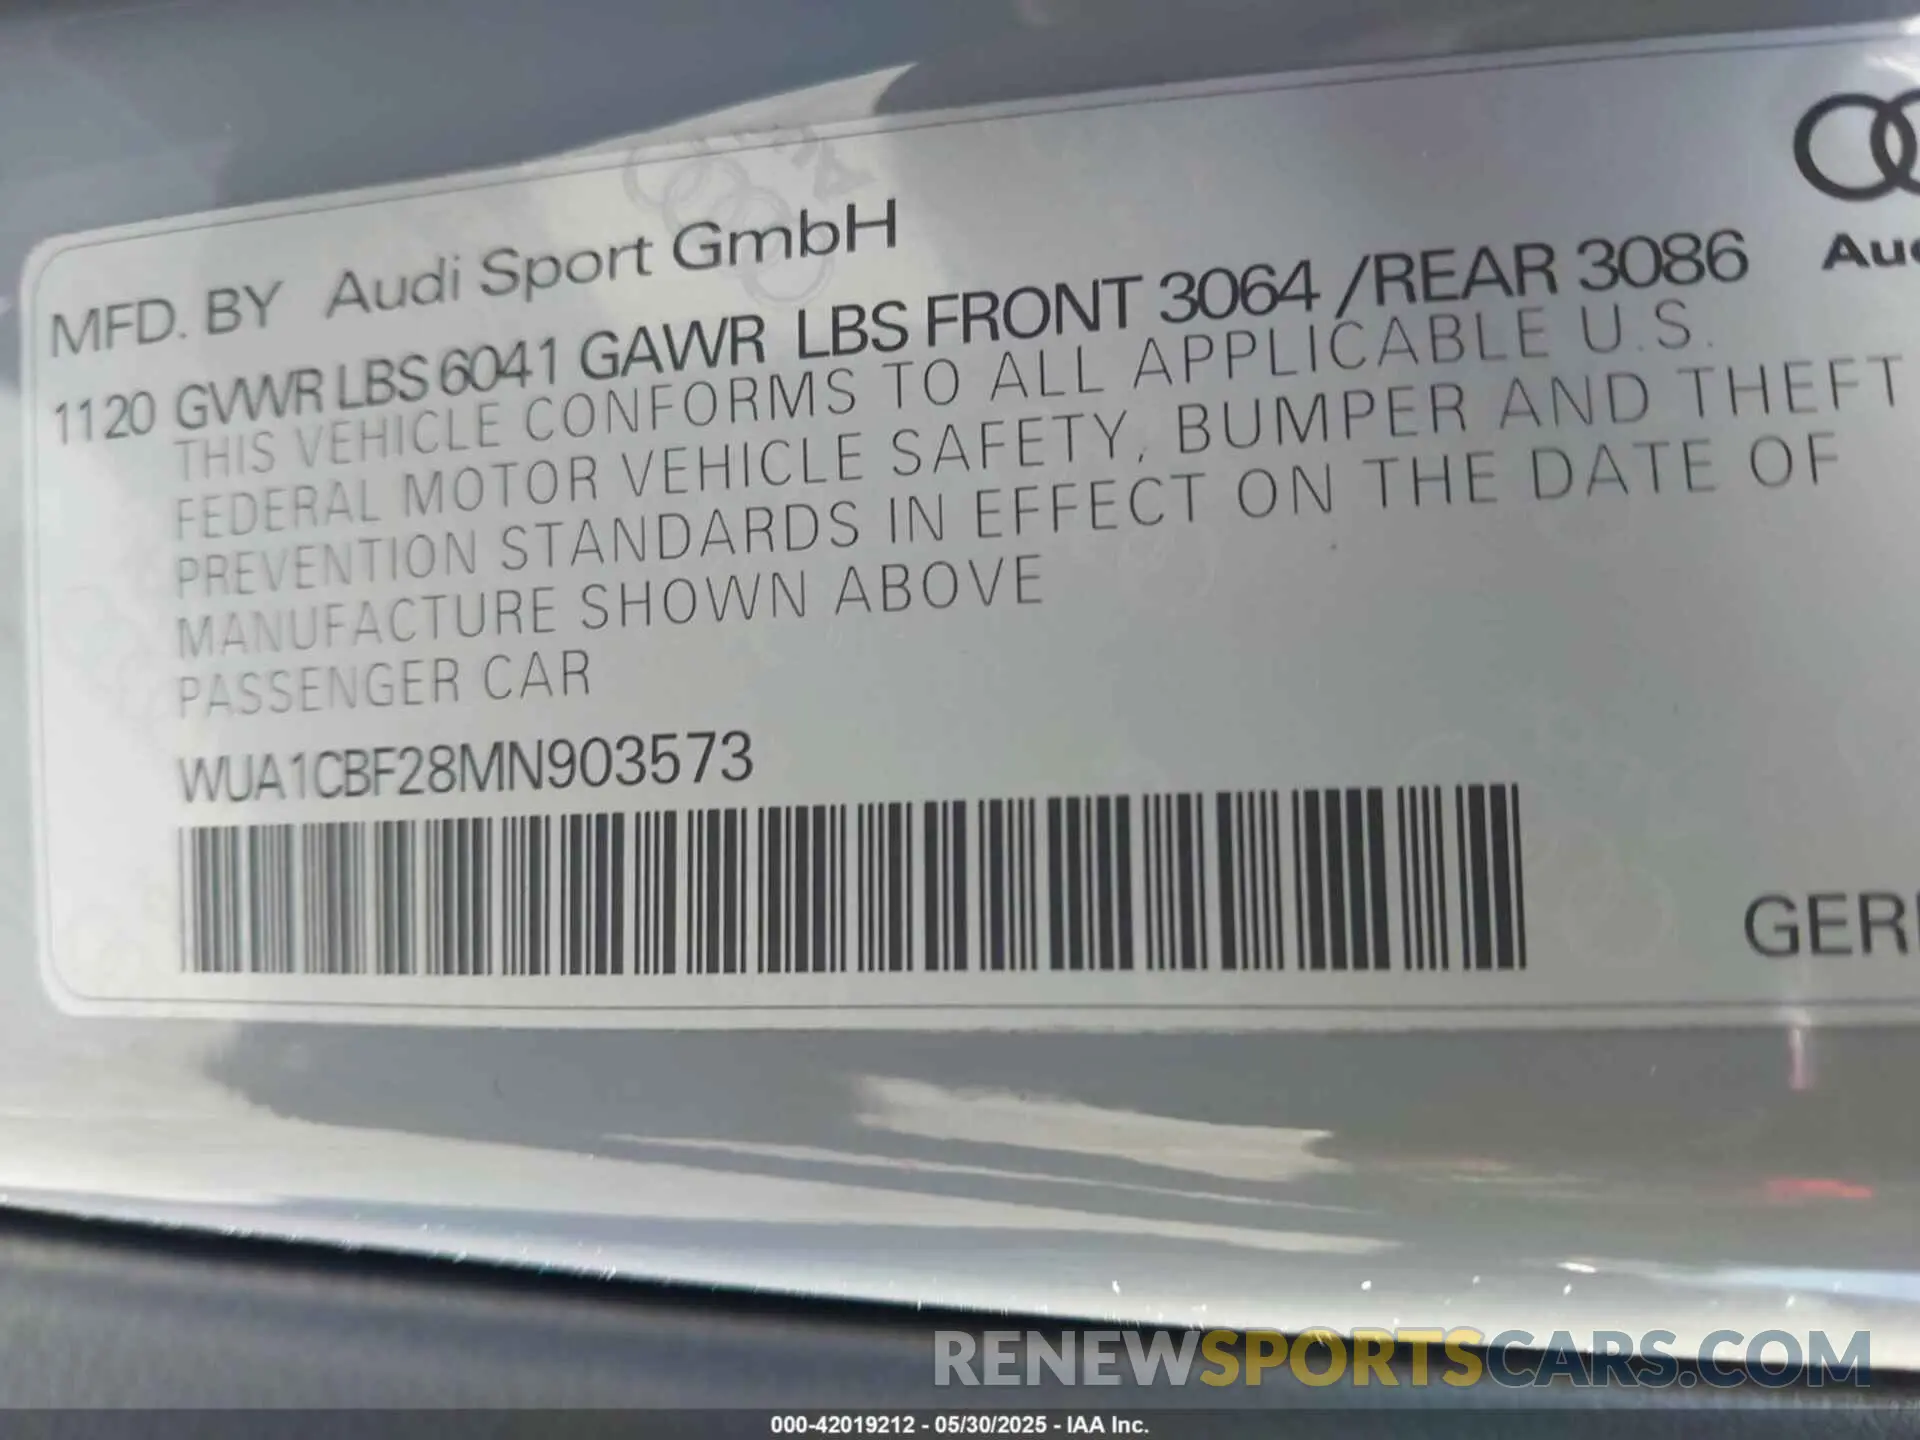 MFD. BY Audi Sport GmbH
1120 GVWR LBS 6041 GAWR LBS FRONT 3064 /REAR 3086
THIS VEHICLE CONFORMS TO ALL APPLICABLE U.S.
FEDERAL MOTOR VEHICLE SAFETY, BUMPER AND THEFT
PREVENTION STANDARDS IN EFFECT ON THE DATE OF
MANUFACTURE SHOWN ABOVE
PASSENGER CAR
WUA1CBF28MN903573
RENEWSPORTSCARS.COM
000-42019212 - 05/30/2025 - IAA Inc.